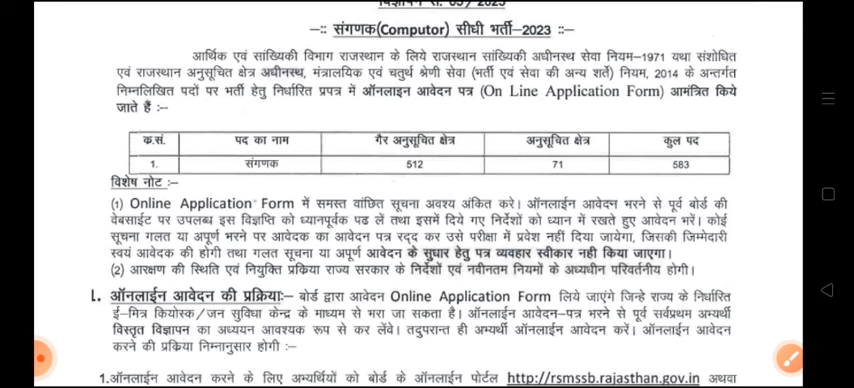 विज्ञापन सं. 05/2023
–:: संगणक(Computor) सीधी भर्ती–2023 ::–
आर्थिक एवं सांख्यिकी विभाग राजस्थान के लिये राजस्थान सांख्यिकी अधीनस्थ सेवा नियम–1971 यथा संशोधित
एवं राजस्थान अनुसूचित क्षेत्र अधीनस्थ, मंत्रालयिक एवं चतुर्थ श्रेणी सेवा (भर्ती एवं सेवा की अन्य शर्ते) नियम, 2014 के अन्तर्गत
निम्नलिखित पदों पर भर्ती हेतु निर्धारित प्रपत्र में ऑनलाइन आवेदन पत्र (On Line Application Form) आमंत्रित किये
जाते हैं :–
क.सं. पद का नाम गैर अनुसूचित क्षेत्र अनुसूचित क्षेत्र कुल पद
1. संगणक 512 71 583
विशेष नोट :–
(1) Online Application Form में समस्त वांछित सूचना अवश्य अंकित करे। ऑनलाईन आवेदन भरने से पूर्व बोर्ड की
वेबसाईट पर उपलब्ध इस विज्ञप्ति को ध्यानपूर्वक पढ लें तथा इसमें दिये गए निर्देशों को ध्यान में रखते हुए आवेदन भरें। कोई
सूचना गलत या अपूर्ण भरने पर आवेदक का आवेदन पत्र रद्द कर उसे परीक्षा में प्रवेश नहीं दिया जायेगा, जिसकी जिम्मेदारी
स्वयं आवेदक की होगी तथा गलत सूचना या अपूर्ण आवेदन के सुधार हेतु पत्र व्यवहार स्वीकार नही किया जाएगा।
(2) आरक्षण की स्थिति एवं नियुक्ति प्रकिया राज्य सरकार के निर्देशों एवं नवीनतम नियमों के अध्यधीन परिवर्तनीय होगी।
I. ऑनलाईन आवेदन की प्रकियाः– बोर्ड द्वारा आवेदन Online Application Form लिये जाएंगे जिन्हे राज्य के निर्धारित
ई–मित्र कियोस्क/जन सुविधा केन्द्र के माध्यम से भरा जा सकता है। ऑनलाईन आवेदन–पत्र भरने से पूर्व सर्वप्रथम अभ्यर्थी
विस्तृत विज्ञापन का अध्ययन आवश्यक रूप से कर लेंवे। तदुपरान्त ही अभ्यर्थी ऑनलाईन आवेदन करें। ऑनलाईन आवेदन
करने की प्रकिया निम्नानुसार होगी :–
1.ऑनलाईन आवेदन करने के लिए अभ्यर्थियों को बोर्ड के ऑनलाईन पोर्टल http://rsmssb.rajasthan.gov.in अथवा